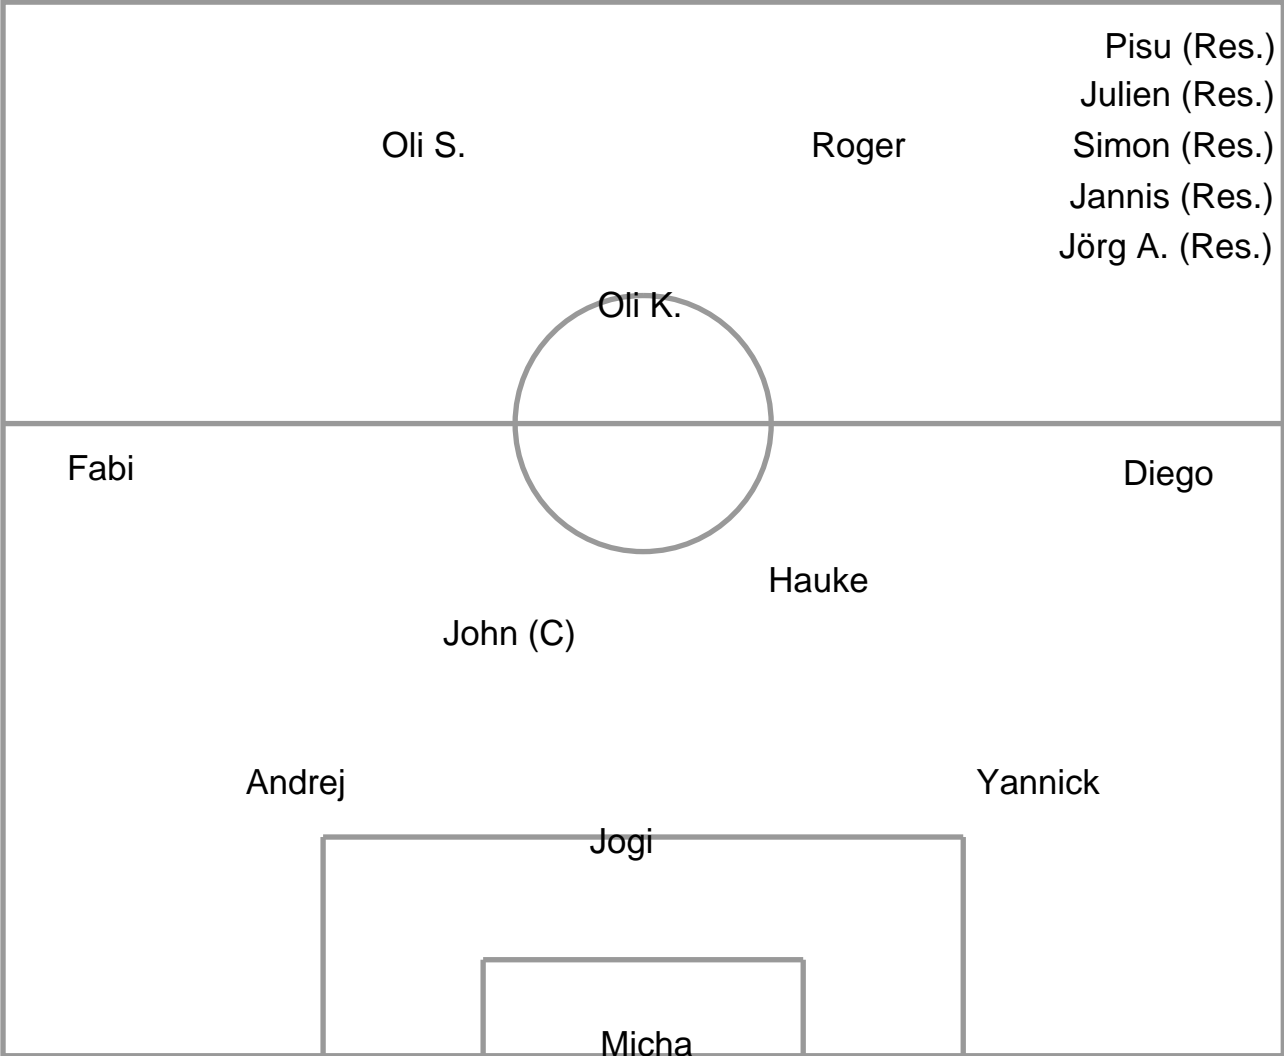 Pisu (Res.)
Julien (Res.)
Oli S.
Roger
Simon (Res.)
Jannis (Res.)
Jörg A. (Res.)
Oli K.
Fabi
Diego
Hauke
John (C)
Andrej
Yannick
Jogi
Micha